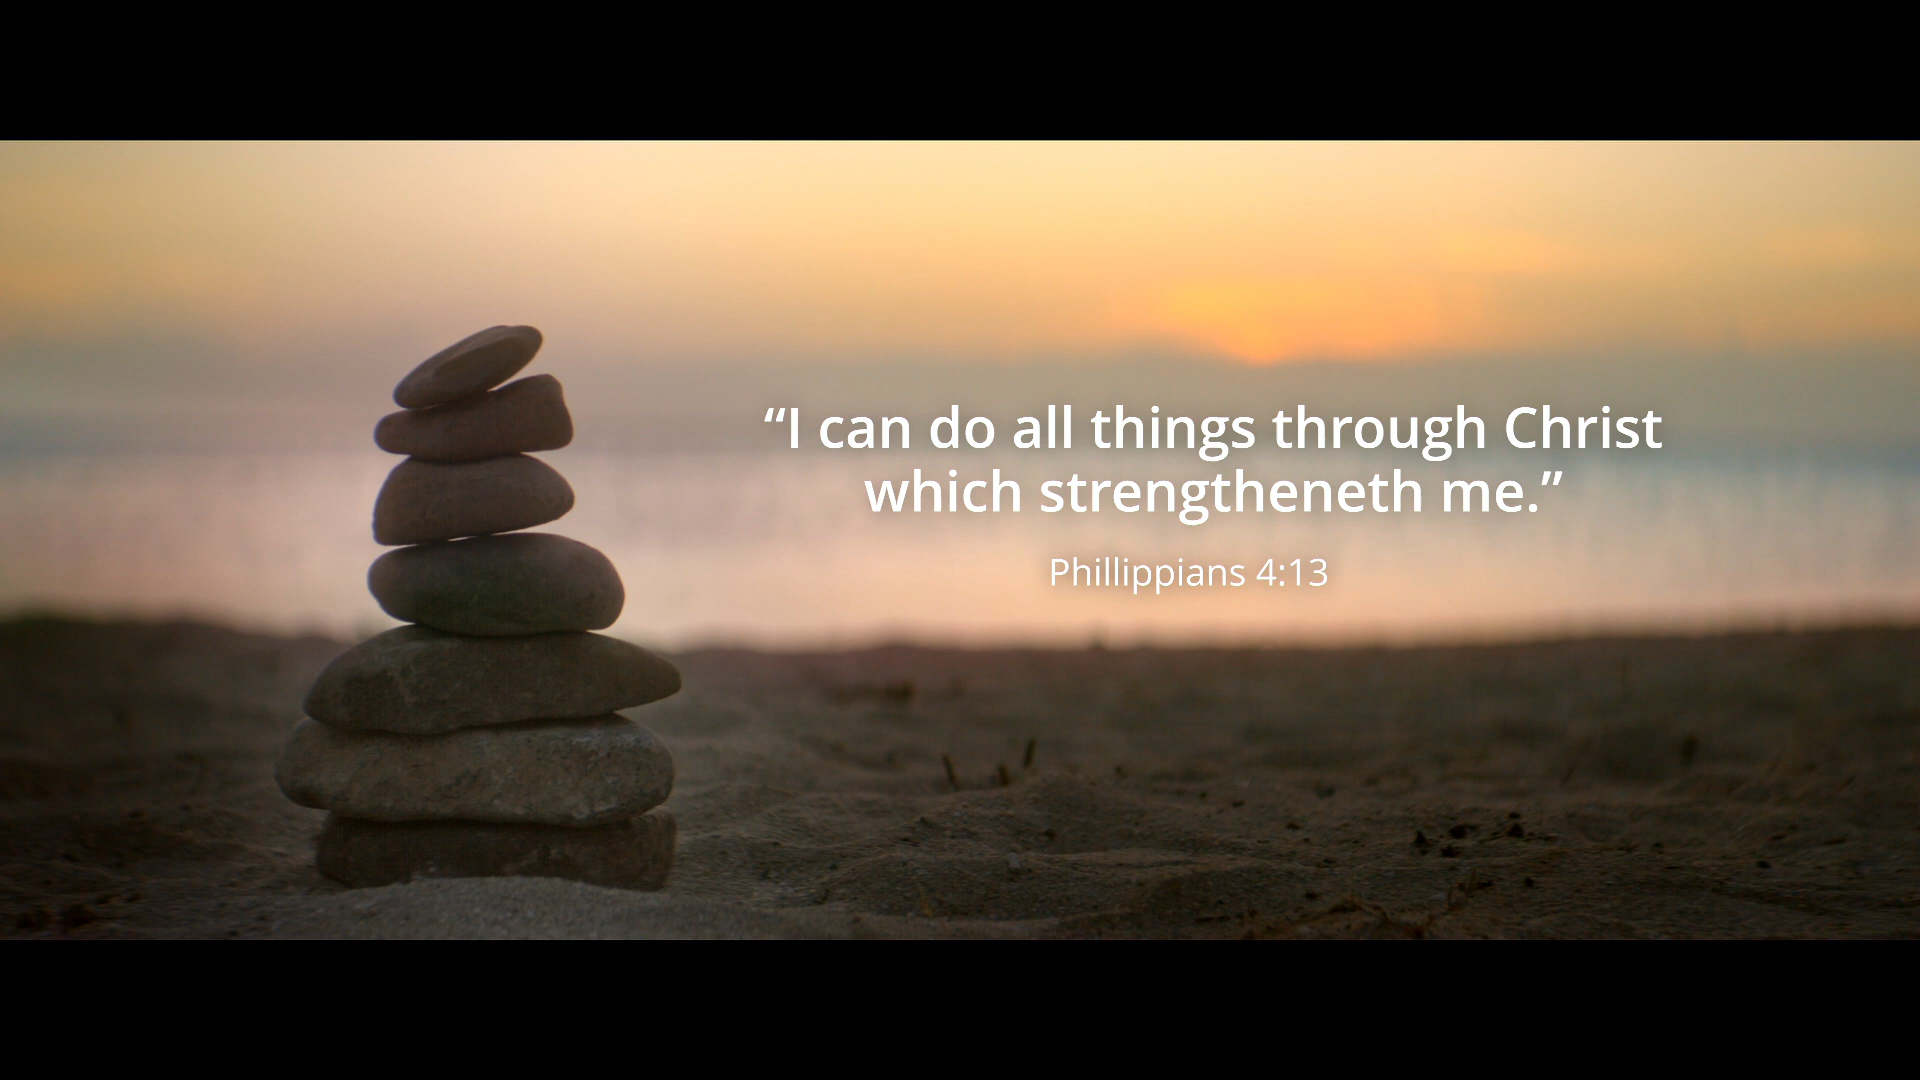 “I can do all things through Christ
which strengtheneth me.”
Phillippians 4:13